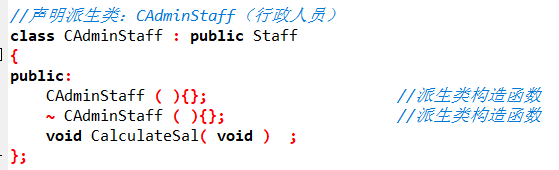 //声明派生类：CAdminStaff（行政人员）
class CAdminStaff : public Staff
{
public:
CAdminStaff ( ){}; //派生类构造函数
~ CAdminStaff ( ){}; //派生类构造函数
void CalculateSal( void ) ;
};